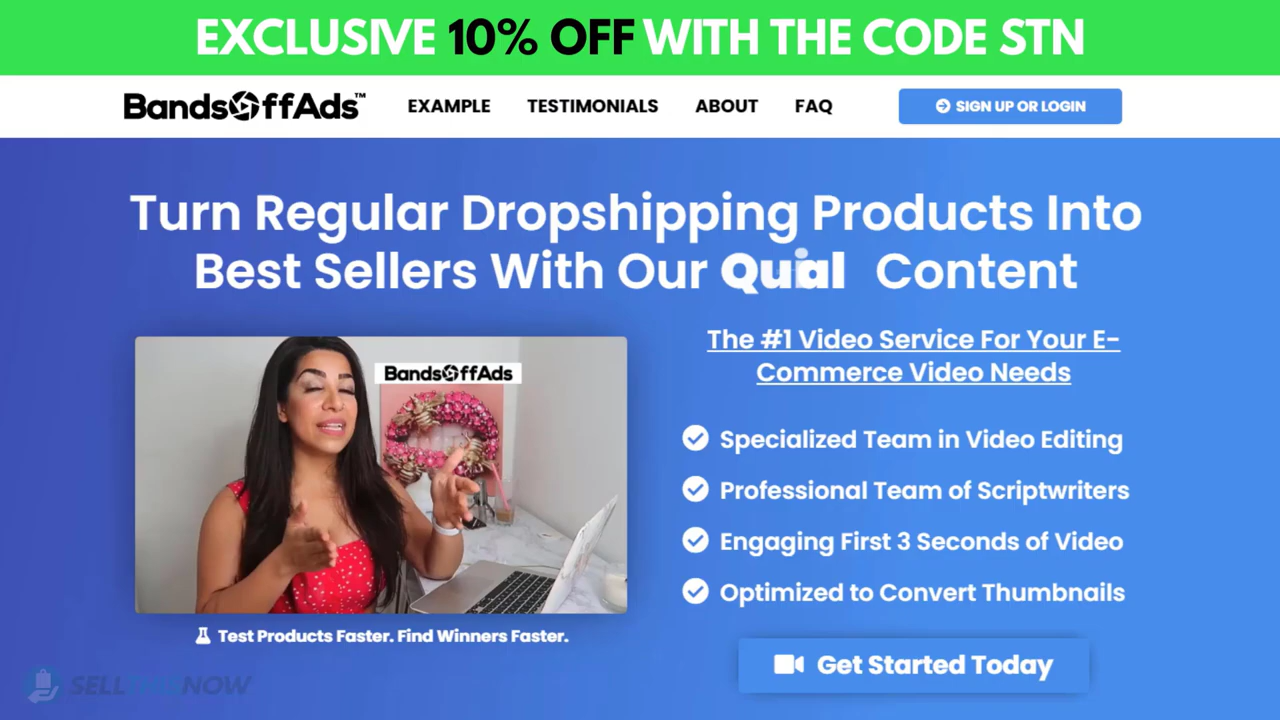 EXCLUSIVE 10% OFF WITH THE CODE STN
BandsOffAds™ EXAMPLE TESTIMONIALS ABOUT FAQ SIGN UP OR LOGIN
Turn Regular Dropshipping Products Into
Best Sellers With Our Qual Content
BandsOffAds
The #1 Video Service For Your E-
Commerce Video Needs
Specialized Team in Video Editing
Professional Team of Scriptwriters
Engaging First 3 Seconds of Video
Optimized to Convert Thumbnails
Test Products Faster. Find Winners Faster.
Get Started Today
SELLTHISNOW